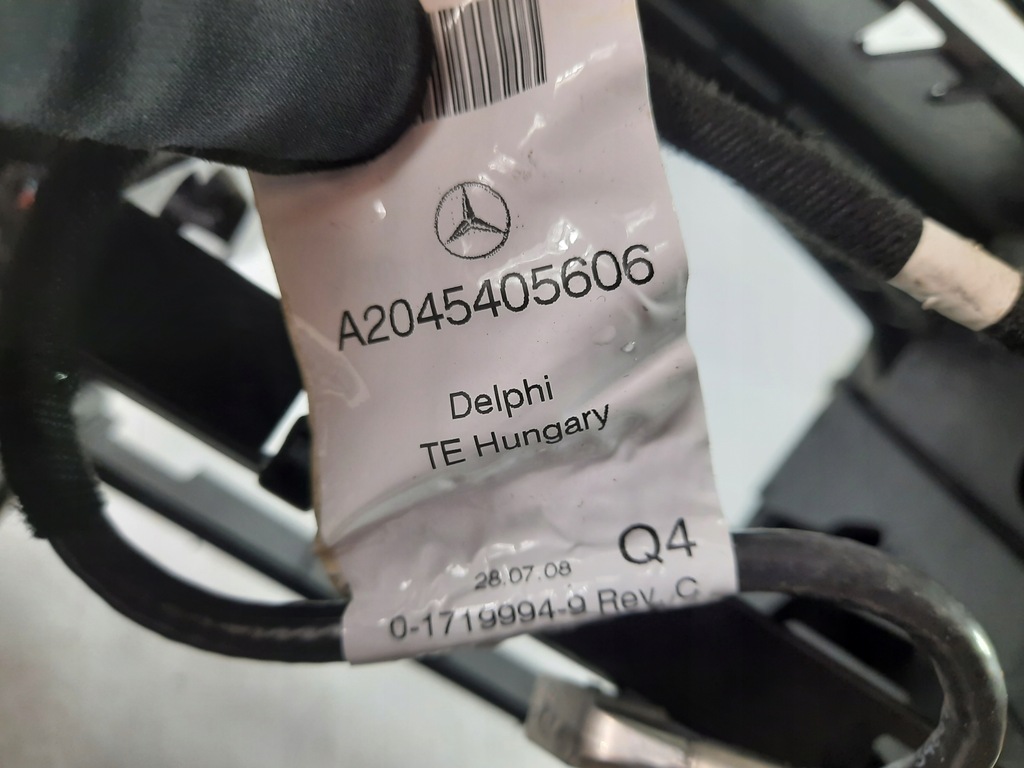 A2045405606
Delphi
TE Hungary
Q4
28.07.08
0-1719994-9 Rev. C